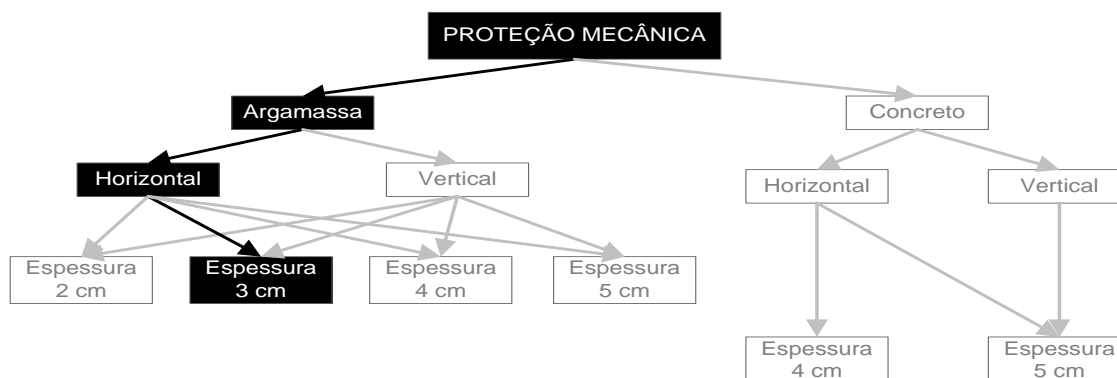 PROTEÇÃO MECÂNICA
Argamassa
Concreto
Horizontal
Vertical
Horizontal
Vertical
Espessura
2 cm
Espessura
3 cm
Espessura
4 cm
Espessura
5 cm
Espessura
4 cm
Espessura
5 cm